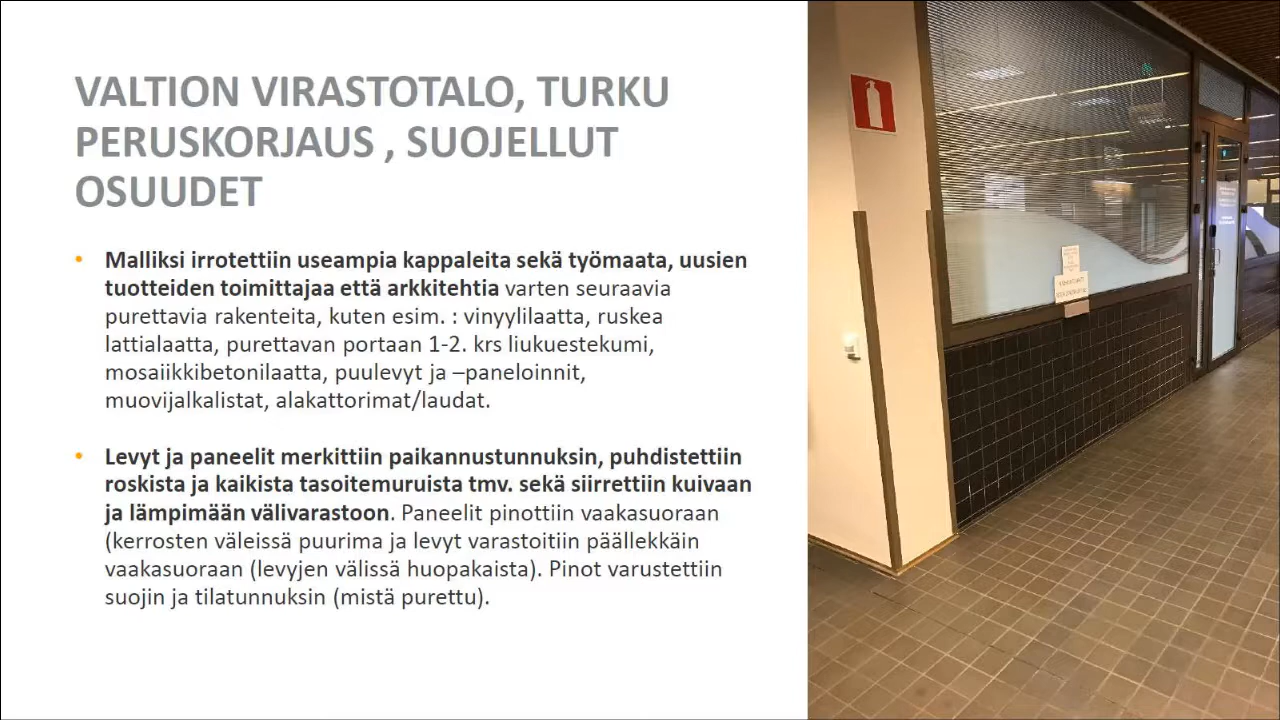 VALTION VIRASTOTALO, TURKU
PERUSKORJAUS , SUOJELLUT
OSUUDET
• Malliksi irrotettiin useampia kappaleita sekä työmaata, uusien
tuotteiden toimittajaa että arkkitehtia varten seuraavia
purettavia rakenteita, kuten esim. : vinyylilaatta, ruskea
lattialaatta, purettavan portaan 1-2. krs liukuestekumi,
mosaiikkibetonilaatta, puulevyt ja –paneloinnit,
muovijalkalistat, alakattorimat/laudat.
• Levyt ja paneelit merkittiin paikannustunnuksin, puhdistettiin
roskista ja kaikista tasoitemuruista tmv. sekä siirrettiin kuivaan
ja lämpimään välivarastoon. Paneelit pinottiin vaakasuoraan
(kerrosten väleissä puurima ja levyt varastoitiin päällekkäin
vaakasuoraan (levyjen välissä huopakaista). Pinot varustettiin
suojin ja tilatunnuksin (mistä purettu).